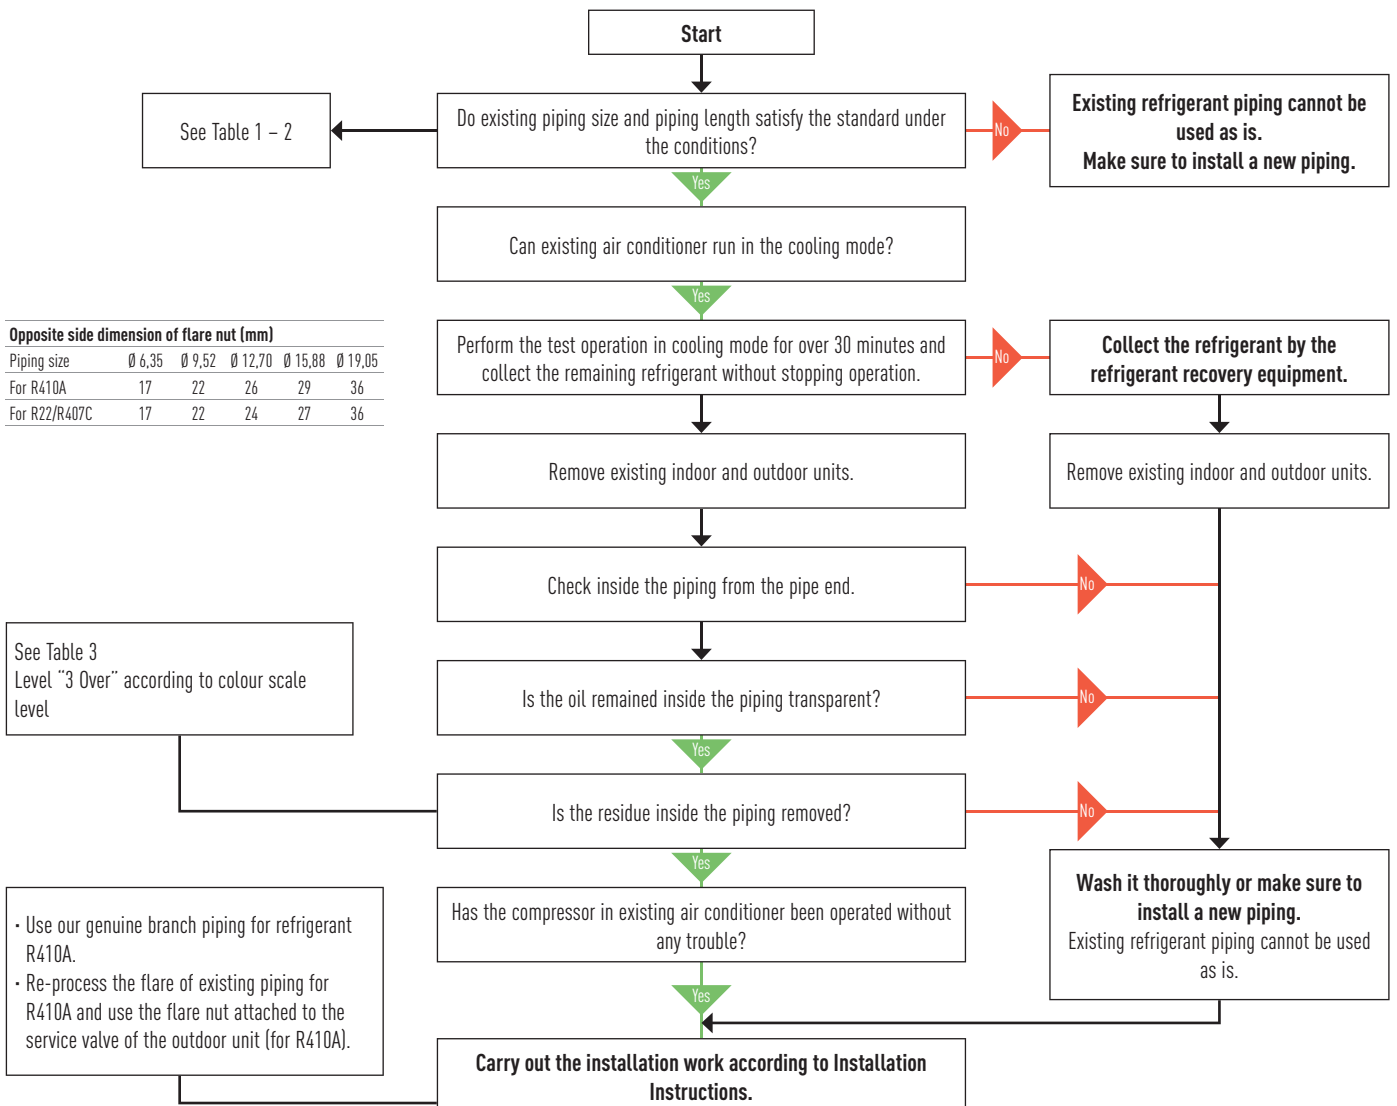 Start
See Table 1 – 2
Do existing piping size and piping length satisfy the standard under
the conditions?
No
Existing refrigerant piping cannot be
used as is.
Make sure to install a new piping.
Yes
Can existing air conditioner run in the cooling mode?
Yes
Opposite side dimension of flare nut (mm)
Piping size Ø 6,35 Ø 9,52 Ø 12,70 Ø 15,88 Ø 19,05
For R410A 17 22 26 29 36
For R22/R407C 17 22 24 27 36
Perform the test operation in cooling mode for over 30 minutes and
collect the remaining refrigerant without stopping operation.
No
Collect the refrigerant by the
refrigerant recovery equipment.
Remove existing indoor and outdoor units.
Remove existing indoor and outdoor units.
Check inside the piping from the pipe end.
No
See Table 3
Level ¨3 Over¨ according to colour scale
level
Is the oil remained inside the piping transparent?
No
Yes
Is the residue inside the piping removed?
No
Yes
Wash it thoroughly or make sure to
install a new piping.
Existing refrigerant piping cannot be used
as is.
· Use our genuine branch piping for refrigerant
R410A.
· Re-process the flare of existing piping for
R410A and use the flare nut attached to the
service valve of the outdoor unit (for R410A).
Has the compressor in existing air conditioner been operated without
any trouble?
Yes
Carry out the installation work according to Installation
Instructions.